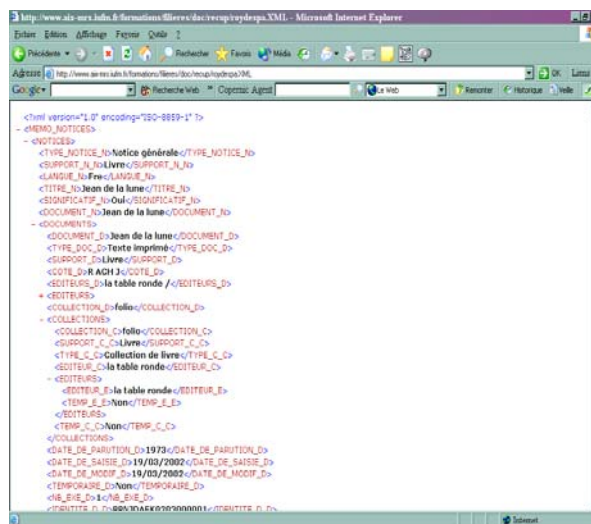 http://www.aix-mrs.iufm.fr/formations/filieres/doc/recup/roydespa.XML - Microsoft Internet Explorer
Fichier Edition Affichage Favoris Outils ?
Précédente Rechercher Favoris Média
Adresse http://www.aix-mrs.iufm.fr/formations/filieres/doc/recup/roydespa.XML OK Liens
Google Recherche Web Copernic Agent Le Web Remonter Historique Veille
<?xml version="1.0" encoding="ISO-8859-1" ?>
- <MEMO_NOTICES>
- <NOTICES>
<TYPE_NOTICE_N>Notice générale</TYPE_NOTICE_N>
<SUPPORT_N_N>Livre</SUPPORT_N_N>
<LANGUE_N>Fre</LANGUE_N>
<TITRE_N>Jean de la lune</TITRE_N>
<SIGNIFICATIF_N>Oui</SIGNIFICATIF_N>
<DOCUMENT_N>Jean de la lune</DOCUMENT_N>
- <DOCUMENTS>
<DOCUMENT_D>Jean de la lune</DOCUMENT_D>
<TYPE_DOC_D>Texte imprimé</TYPE_DOC_D>
<SUPPORT_D>Livre</SUPPORT_D>
<COTE_D>R ACH J</COTE_D>
<EDITEURS_D>la table ronde /</EDITEURS_D>
+ <EDITEURS>
<COLLECTION_D>folio</COLLECTION_D>
- <COLLECTIONS>
<COLLECTION_C>folio</COLLECTION_C>
<SUPPORT_C_C>Livre</SUPPORT_C_C>
<TYPE_C_C>Collection de livre</TYPE_C_C>
<EDITEUR_C>la table ronde</EDITEUR_C>
- <EDITEURS>
<EDITEUR_E>la table ronde</EDITEUR_E>
<TEMP_E_E>Non</TEMP_E_E>
</EDITEURS>
<TEMP_C_C>Non</TEMP_C_C>
</COLLECTIONS>
<DATE_DE_PARUTION_D>1973</DATE_DE_PARUTION_D>
<DATE_DE_SAISIE_D>19/03/2002</DATE_DE_SAISIE_D>
<DATE_DE_MODIF_D>19/03/2002</DATE_DE_MODIF_D>
<TEMPORAIRE_D>Non</TEMPORAIRE_D>
<NB_EXE_D>1</NB_EXE_D>
Internet